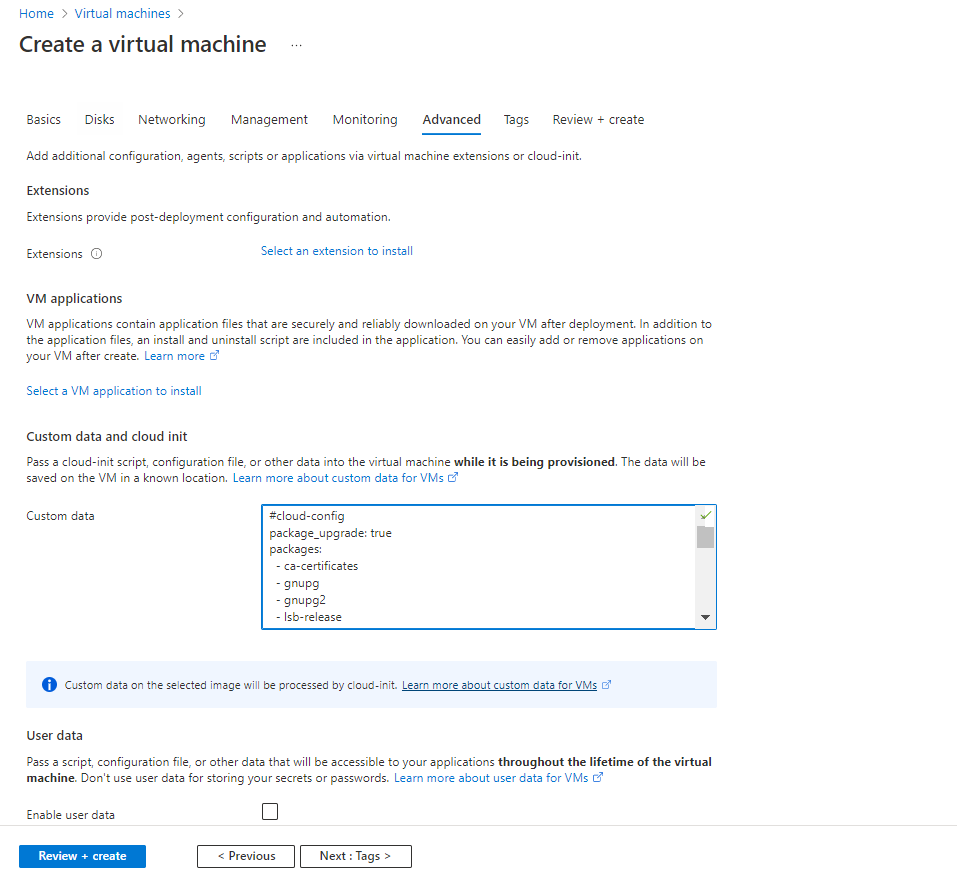 Home > Virtual machines >
Create a virtual machine ...
Basics Disks Networking Management Monitoring Advanced Tags Review + create
Add additional configuration, agents, scripts or applications via virtual machine extensions or cloud-init.
Extensions
Extensions provide post-deployment configuration and automation.
Extensions Select an extension to install
VM applications
VM applications contain application files that are securely and reliably downloaded on your VM after deployment. In addition to
the application files, an install and uninstall script are included in the application. You can easily add or remove applications on
your VM after create. Learn more
Select a VM application to install
Custom data and cloud init
Pass a cloud-init script, configuration file, or other data into the virtual machine while it is being provisioned. The data will be
saved on the VM in a known location. Learn more about custom data for VMs
Custom data
#cloud-config
package_upgrade: true
packages:
- ca-certificates
- gnupg
- gnupg2
- lsb-release
Custom data on the selected image will be processed by cloud-init. Learn more about custom data for VMs
User data
Pass a script, configuration file, or other data that will be accessible to your applications throughout the lifetime of the virtual
machine. Don't use user data for storing your secrets or passwords. Learn more about user data for VMs
Enable user data
Review + create < Previous Next : Tags >